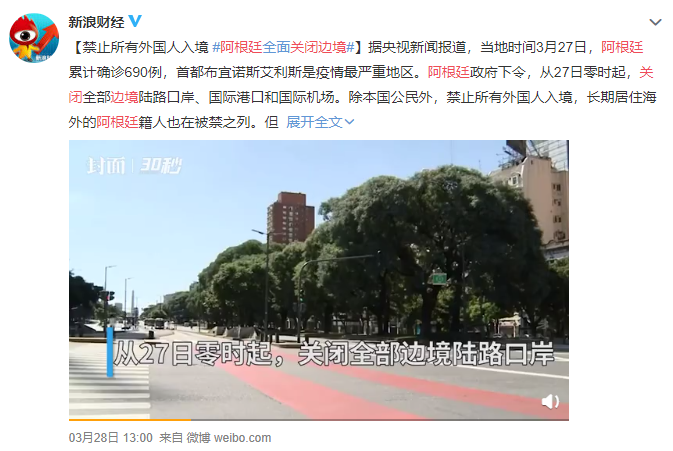 新浪财经
【禁止所有外国人入境 #阿根廷全面关闭边境#】据央视新闻报道，当地时间3月27日，阿根廷
累计确诊690例，首都布宜诺斯艾利斯是疫情最严重地区。阿根廷政府下令，从27日零时起，关
闭全部边境陆路口岸、国际港口和国际机场。除本国公民外，禁止所有外国人入境，长期居住海
外的阿根廷籍人也在被禁之列。但 展开全文
封面 30秒
从27日零时起，关闭全部边境陆路口岸
03月28日 13:00 来自 微博 weibo.com